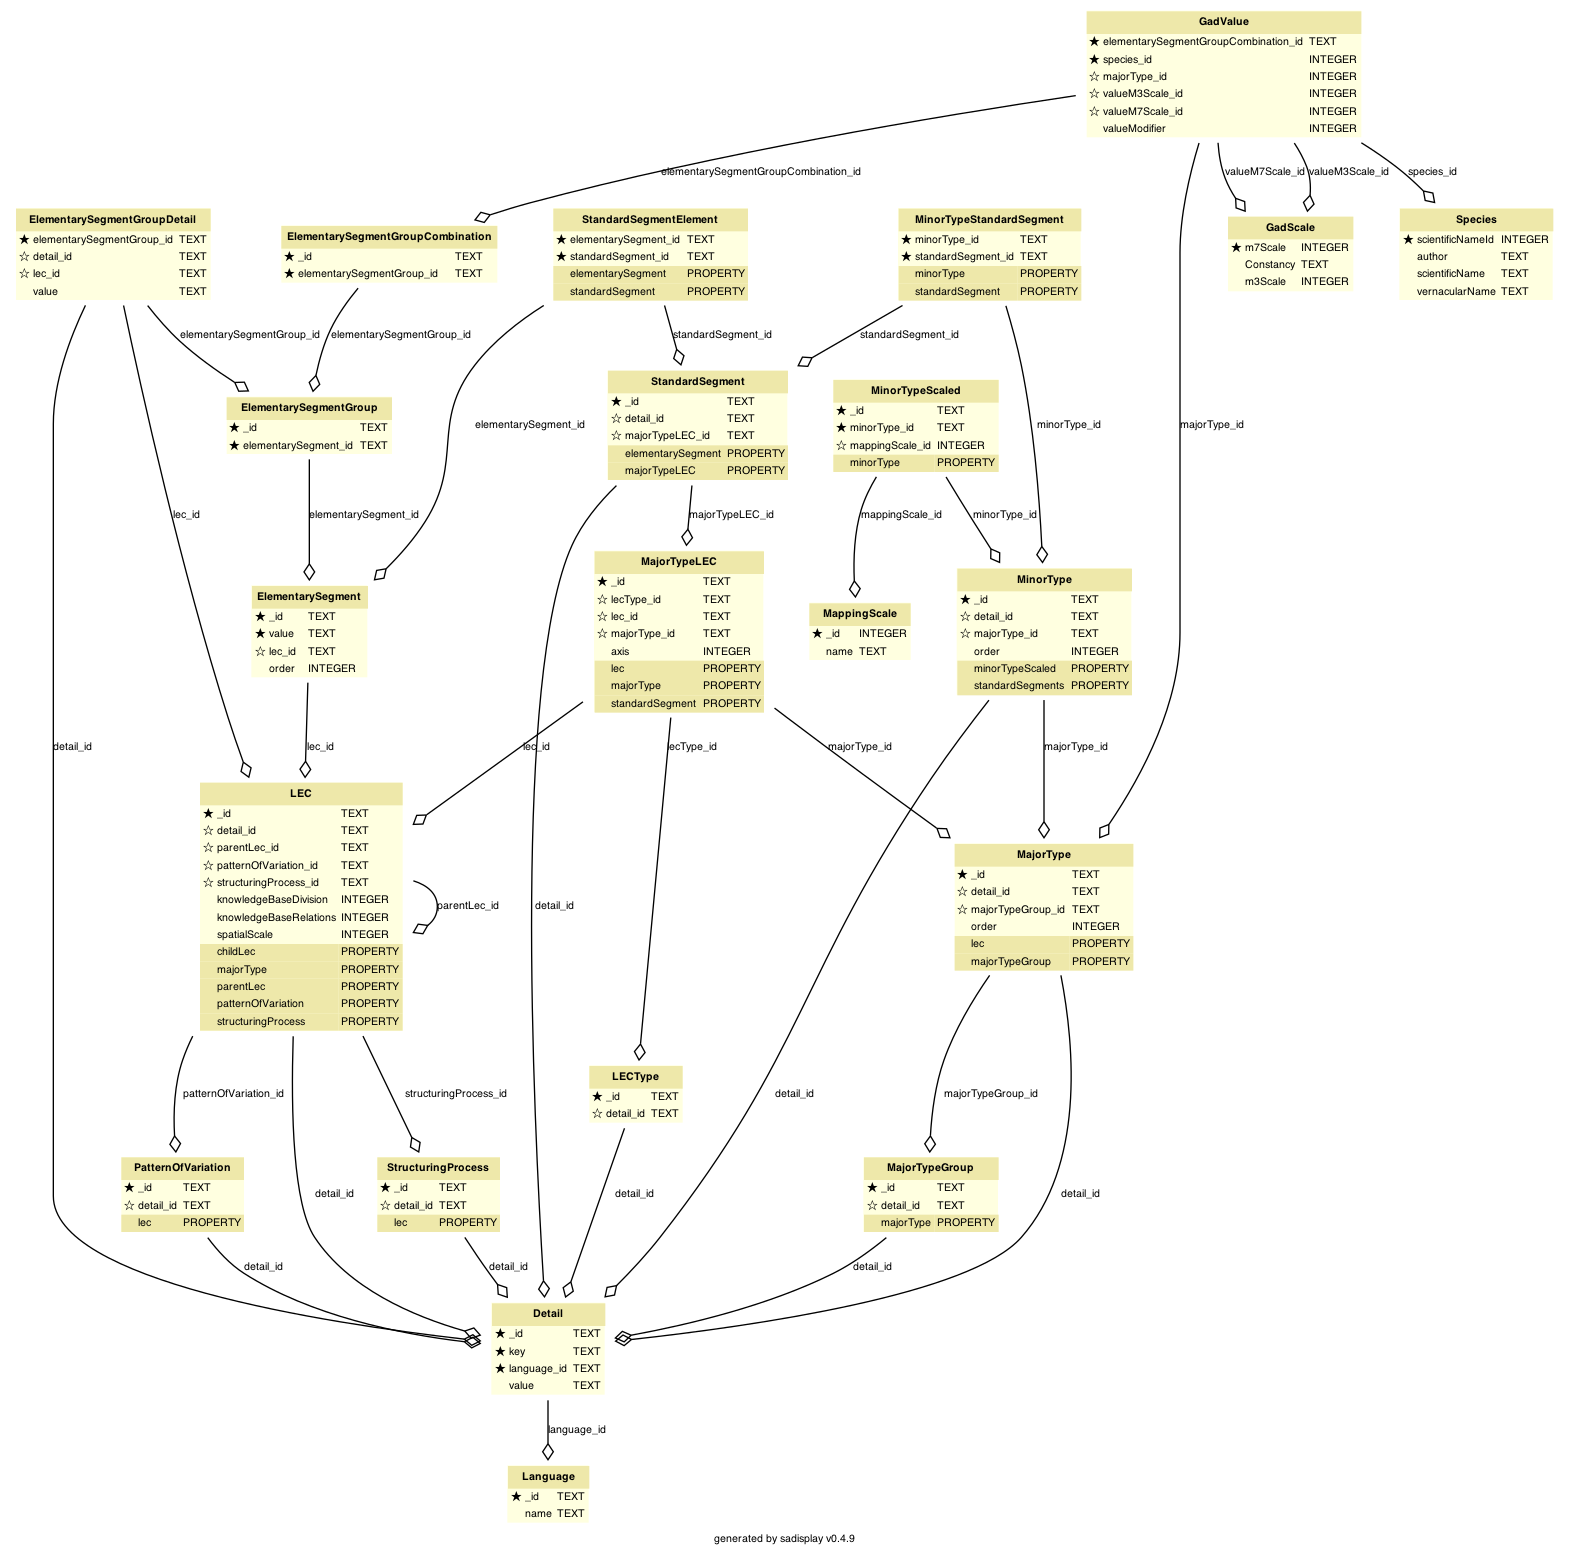 GadValue
★ elementarySegmentGroupCombination_id TEXT
★ species_id INTEGER
☆ majorType_id INTEGER
☆ valueM3Scale_id INTEGER
☆ valueM7Scale_id INTEGER
valueModifier INTEGER
elementarySegmentGroupCombination_id
valueM7Scale_id
valueM3Scale_id
species_id
ElementarySegmentGroupDetail
★ elementarySegmentGroup_id TEXT
☆ detail_id TEXT
☆ lec_id TEXT
value TEXT
ElementarySegmentGroupCombination
★ _id TEXT
★ elementarySegmentGroup_id TEXT
StandardSegmentElement
★ elementarySegment_id TEXT
★ standardSegment_id TEXT
elementarySegment PROPERTY
standardSegment PROPERTY
MinorTypeStandardSegment
★ minorType_id TEXT
★ standardSegment_id TEXT
minorType PROPERTY
standardSegment PROPERTY
GadScale
★ m7Scale INTEGER
Constancy TEXT
m3Scale INTEGER
Species
★ scientificNameId INTEGER
author TEXT
scientificName TEXT
vernacularName TEXT
elementarySegmentGroup_id
elementarySegmentGroup_id
standardSegment_id
standardSegment_id
ElementarySegmentGroup
★ _id TEXT
★ elementarySegment_id TEXT
elementarySegment_id
StandardSegment
★ _id TEXT
☆ detail_id TEXT
☆ majorTypeLEC_id TEXT
elementarySegment PROPERTY
majorTypeLEC PROPERTY
MinorTypeScaled
★ _id TEXT
★ minorType_id TEXT
☆ mappingScale_id INTEGER
minorType PROPERTY
minorType_id
majorType_id
lec_id
elementarySegment_id
majorTypeLEC_id
mappingScale_id
minorType_id
ElementarySegment
★ _id TEXT
★ value TEXT
☆ lec_id TEXT
order INTEGER
MajorTypeLEC
★ _id TEXT
☆ lecType_id TEXT
☆ lec_id TEXT
☆ majorType_id TEXT
axis INTEGER
lec PROPERTY
majorType PROPERTY
standardSegment PROPERTY
MappingScale
★ _id INTEGER
name TEXT
MinorType
★ _id TEXT
☆ detail_id TEXT
☆ majorType_id TEXT
order INTEGER
minorTypeScaled PROPERTY
standardSegments PROPERTY
detail_id
lec_id
lec_id
lecType_id
majorType_id
majorType_id
LEC
★ _id TEXT
☆ detail_id TEXT
☆ parentLec_id TEXT
☆ patternOfVariation_id TEXT
☆ structuringProcess_id TEXT
knowledgeBaseDivision INTEGER
knowledgeBaseRelations INTEGER
spatialScale INTEGER
childLec PROPERTY
majorType PROPERTY
parentLec PROPERTY
patternOfVariation PROPERTY
structuringProcess PROPERTY
parentLec_id
detail_id
MajorType
★ _id TEXT
☆ detail_id TEXT
☆ majorTypeGroup_id TEXT
order INTEGER
lec PROPERTY
majorTypeGroup PROPERTY
patternOfVariation_id
structuringProcess_id
LECType
★ _id TEXT
☆ detail_id TEXT
detail_id
majorTypeGroup_id
PatternOfVariation
★ _id TEXT
☆ detail_id TEXT
lec PROPERTY
detail_id
StructuringProcess
★ _id TEXT
☆ detail_id TEXT
lec PROPERTY
detail_id
MajorTypeGroup
★ _id TEXT
☆ detail_id TEXT
majorType PROPERTY
detail_id
detail_id
detail_id
detail_id
Detail
★ _id TEXT
★ key TEXT
★ language_id TEXT
value TEXT
language_id
Language
★ _id TEXT
name TEXT
generated by sadisplay v0.4.9